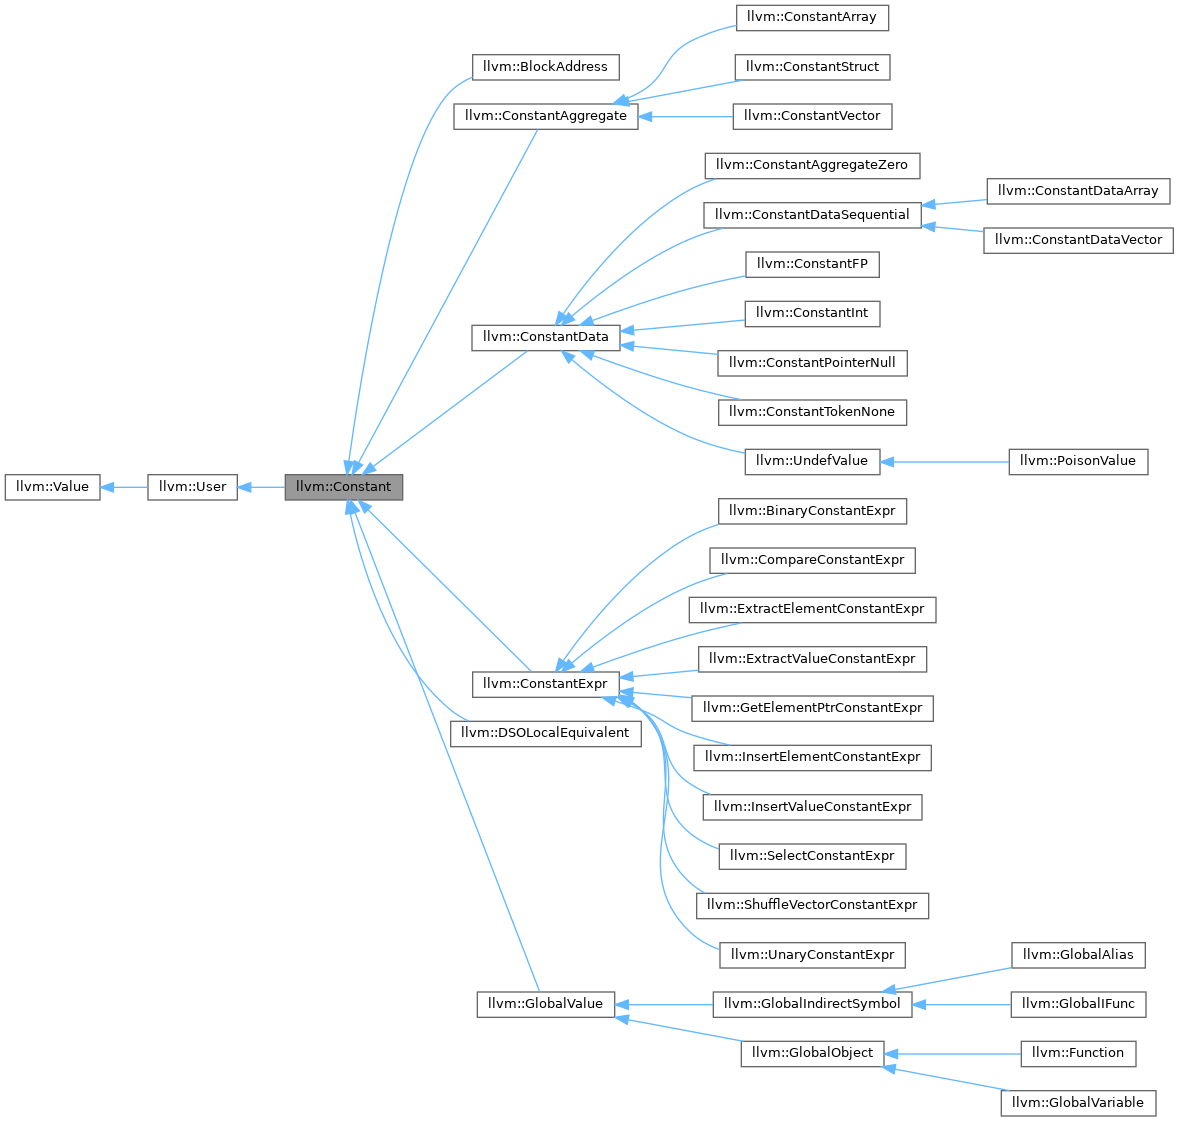 llvm::ConstantArray
llvm::BlockAddress
llvm::ConstantStruct
llvm::ConstantAggregate
llvm::ConstantVector
llvm::ConstantAggregateZero
llvm::ConstantDataArray
llvm::ConstantDataSequential
llvm::ConstantDataVector
llvm::ConstantFP
llvm::ConstantInt
llvm::ConstantData
llvm::ConstantPointerNull
llvm::ConstantTokenNone
llvm::UndefValue
llvm::PoisonValue
llvm::Value
llvm::User
llvm::Constant
llvm::BinaryConstantExpr
llvm::CompareConstantExpr
llvm::ExtractElementConstantExpr
llvm::ExtractValueConstantExpr
llvm::ConstantExpr
llvm::GetElementPtrConstantExpr
llvm::DSOLocalEquivalent
llvm::InsertElementConstantExpr
llvm::InsertValueConstantExpr
llvm::SelectConstantExpr
llvm::ShuffleVectorConstantExpr
llvm::UnaryConstantExpr
llvm::GlobalAlias
llvm::GlobalValue
llvm::GlobalIndirectSymbol
llvm::GlobalIFunc
llvm::GlobalObject
llvm::Function
llvm::GlobalVariable